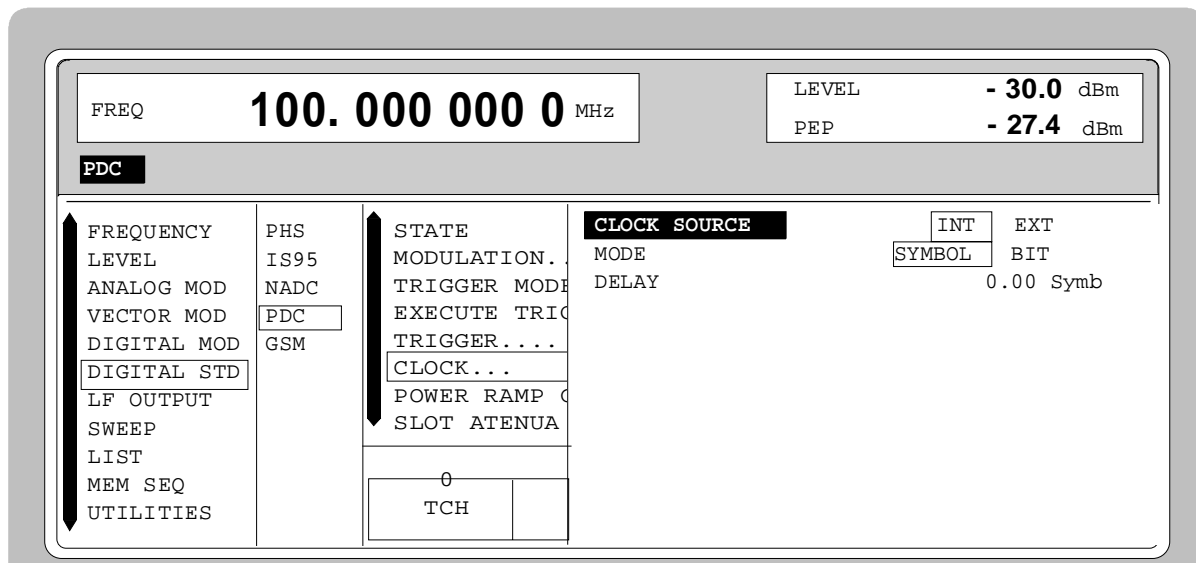 FREQ 100. 000 000 0 MHz
LEVEL - 30.0 dBm
PEP - 27.4 dBm
PDC
FREQUENCY
LEVEL
ANALOG MOD
VECTOR MOD
DIGITAL MOD
DIGITAL STD
LF OUTPUT
SWEEP
LIST
MEM SEQ
UTILITIES
PHS
IS95
NADC
PDC
GSM
STATE
MODULATION..
TRIGGER MODE
EXECUTE TRIG
TRIGGER....
CLOCK...
POWER RAMP C
SLOT ATENUA
0
TCH
CLOCK SOURCE INT EXT
MODE SYMBOL BIT
DELAY 0.00 Symb